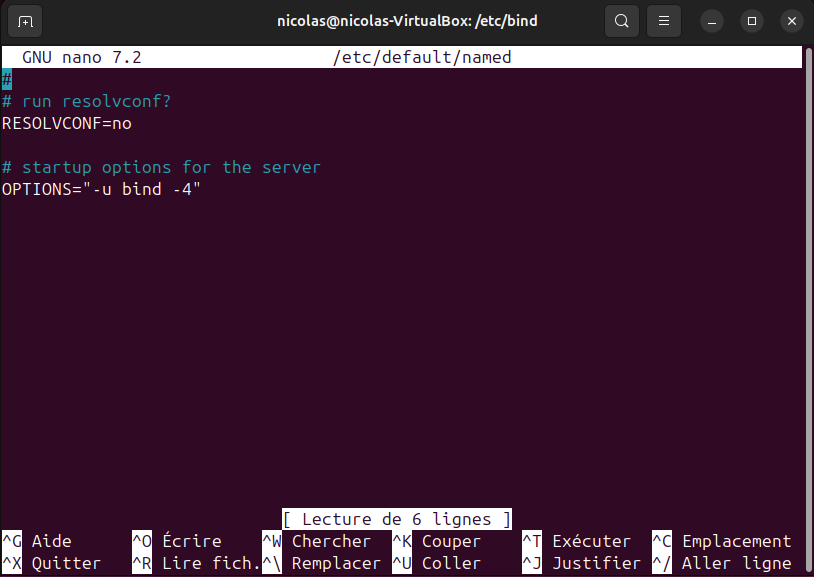 nicolas@nicolas-VirtualBox: /etc/bind
GNU nano 7.2 /etc/default/named
#
# run resolvconf?
RESOLVCONF=no
# startup options for the server
OPTIONS="-u bind -4"
[ Lecture de 6 lignes ]
^G Aide ^O Écrire ^W Chercher ^K Couper ^T Exécuter ^C Emplacement
^X Quitter ^R Lire fich. ^\ Remplacer ^U Coller ^J Justifier ^/ Aller ligne